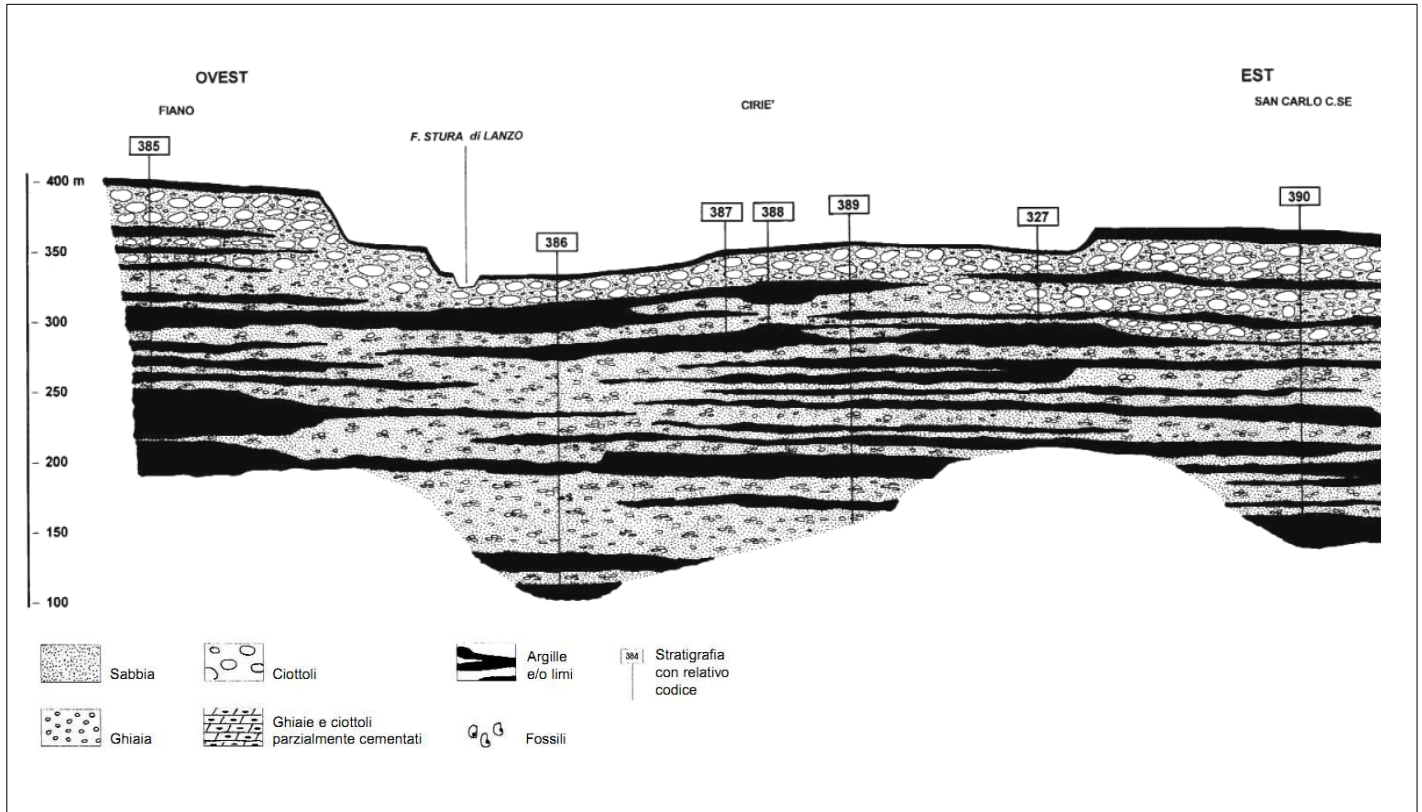 OVEST
EST
FIANO
CIRIE'
SAN CARLO C.SE
F. STURA di LANZO
385
386
387
388
389
327
390
- 400 m
- 350
- 300
- 250
- 200
- 150
- 100
Sabbia
Ciottoli
Argille
e/o limi
384
Stratigrafia
con relativo
codice
Ghiaia
Ghiaie e ciottoli
parzialmente cementati
Fossili